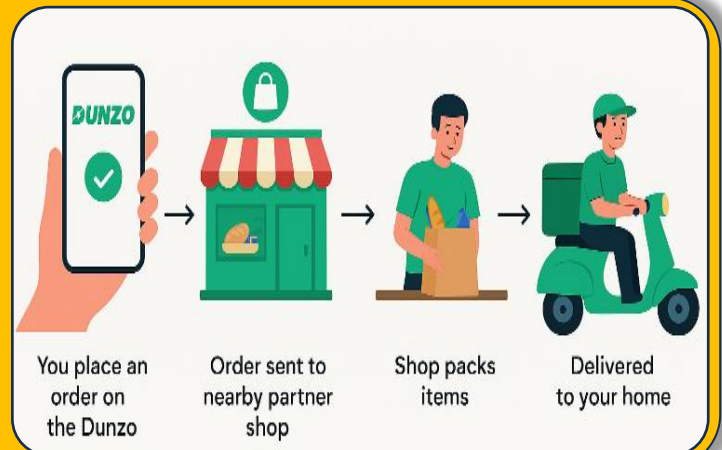 DUNZO
You place an
order on
the Dunzo
Order sent to
nearby partner
shop
Shop packs
items
Delivered
to your home